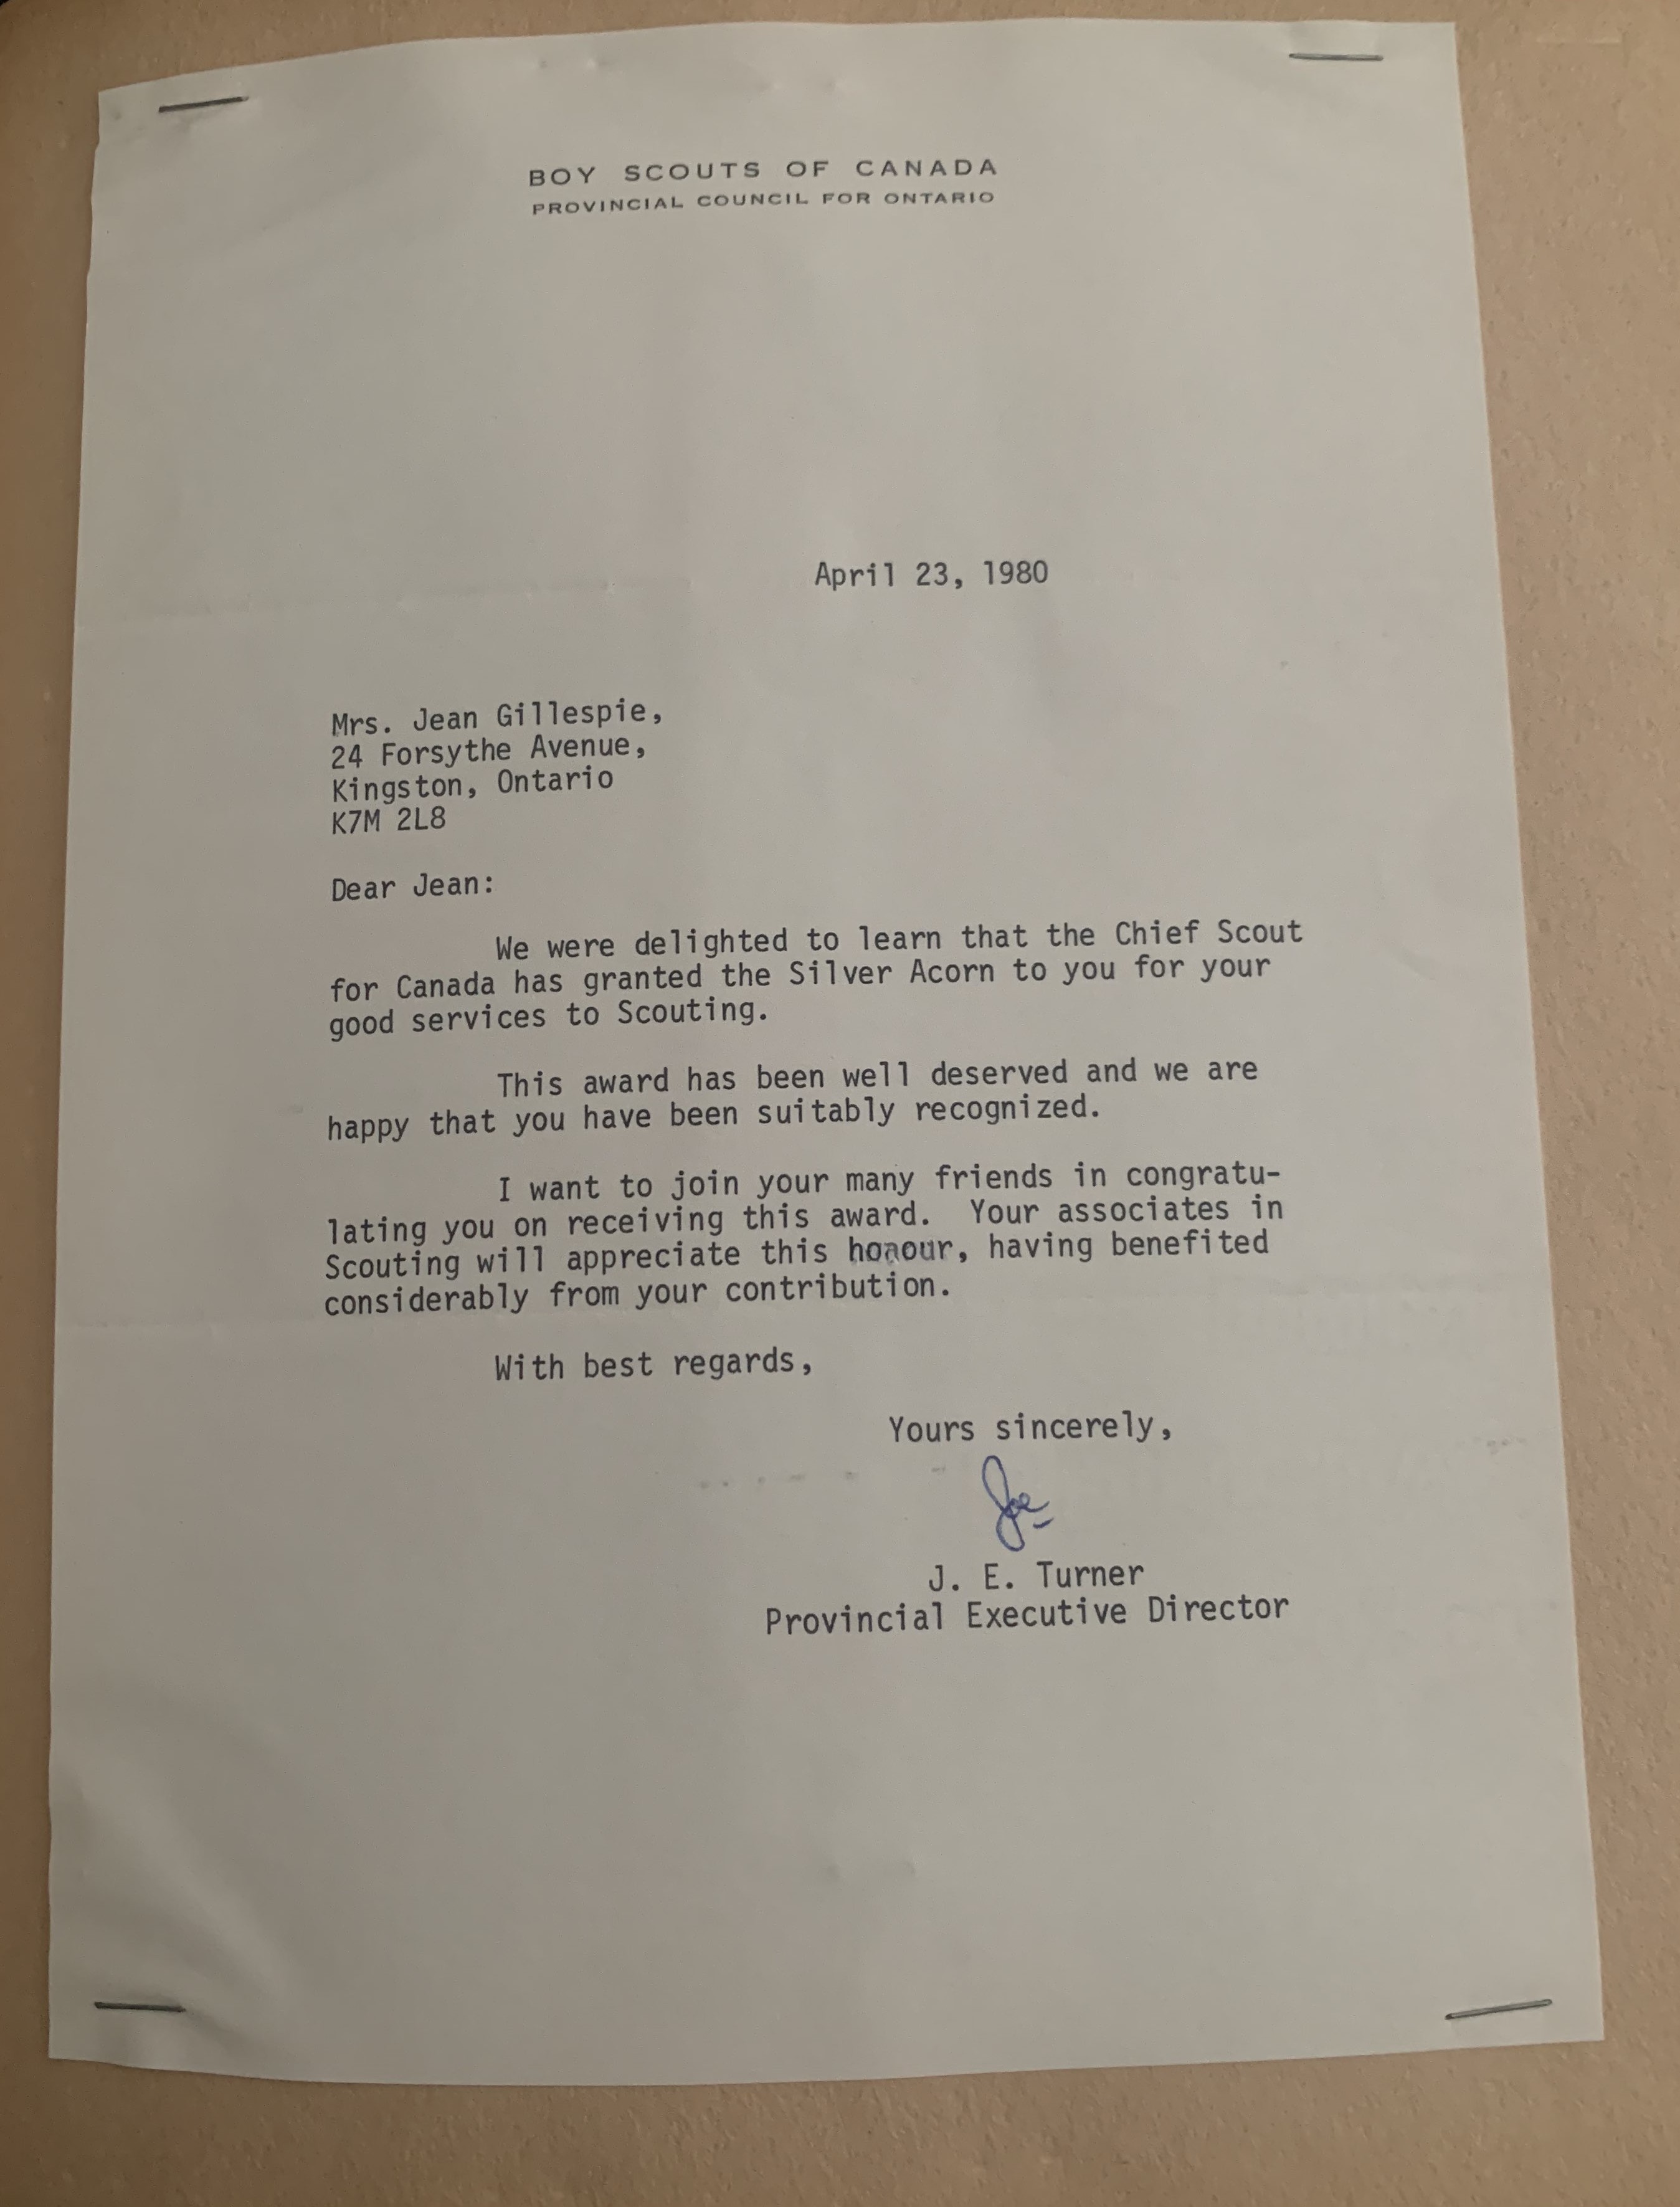 BOY SCOUTS OF CANADA
PROVINCIAL COUNCIL FOR ONTARIO
April 23, 1980
Mrs. Jean Gillespie,
24 Forsythe Avenue,
Kingston, Ontario
K7M 2L8
Dear Jean:
We were delighted to learn that the Chief Scout
for Canada has granted the Silver Acorn to you for your
good services to Scouting.
This award has been well deserved and we are
happy that you have been suitably recognized.
I want to join your many friends in congratu-
lating you on receiving this award. Your associates in
Scouting will appreciate this honour, having benefited
considerably from your contribution.
With best regards,
Yours sincerely,
Joe
J. E. Turner
Provincial Executive Director